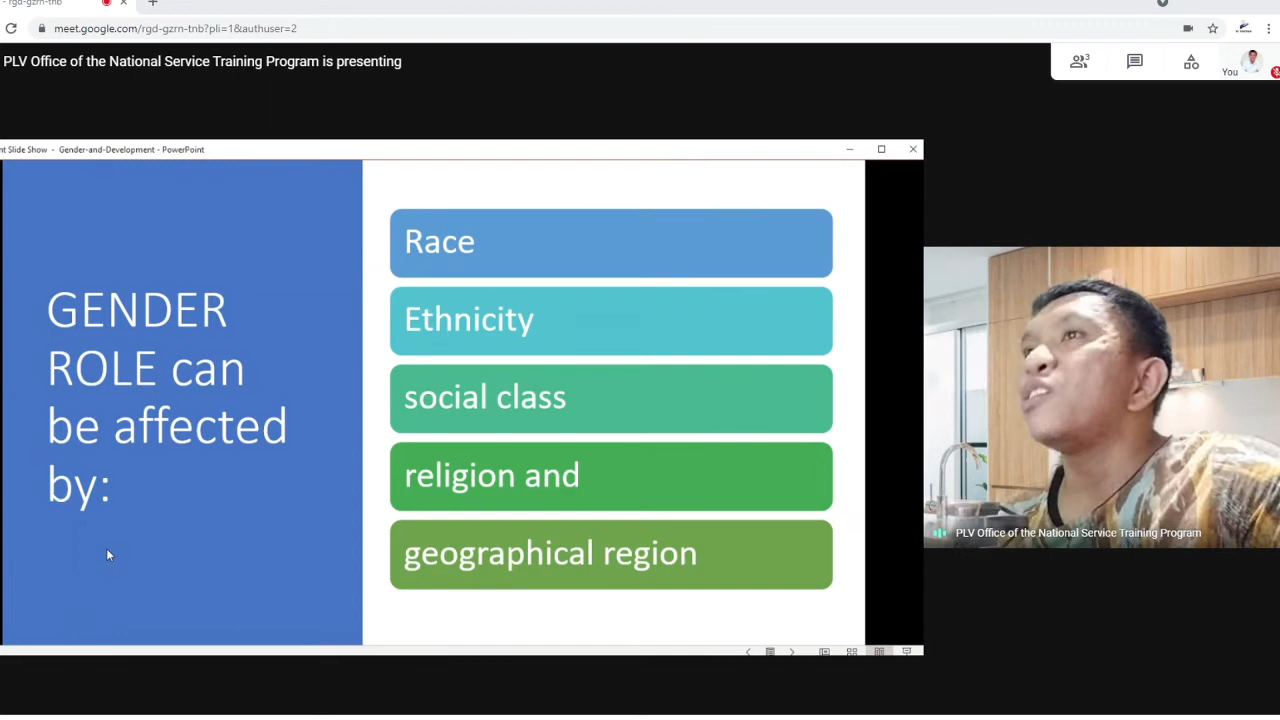 - rgd-gzrn-tnb
meet.google.com/rgd-gzrn-tnb?pli=1&authuser=2
PLV Office of the National Service Training Program is presenting
3
You
nt Slide Show - Gender-and-Development - PowerPoint
GENDER
ROLE can
be affected
by:
Race
Ethnicity
social class
religion and
geographical region
PLV Office of the National Service Training Program